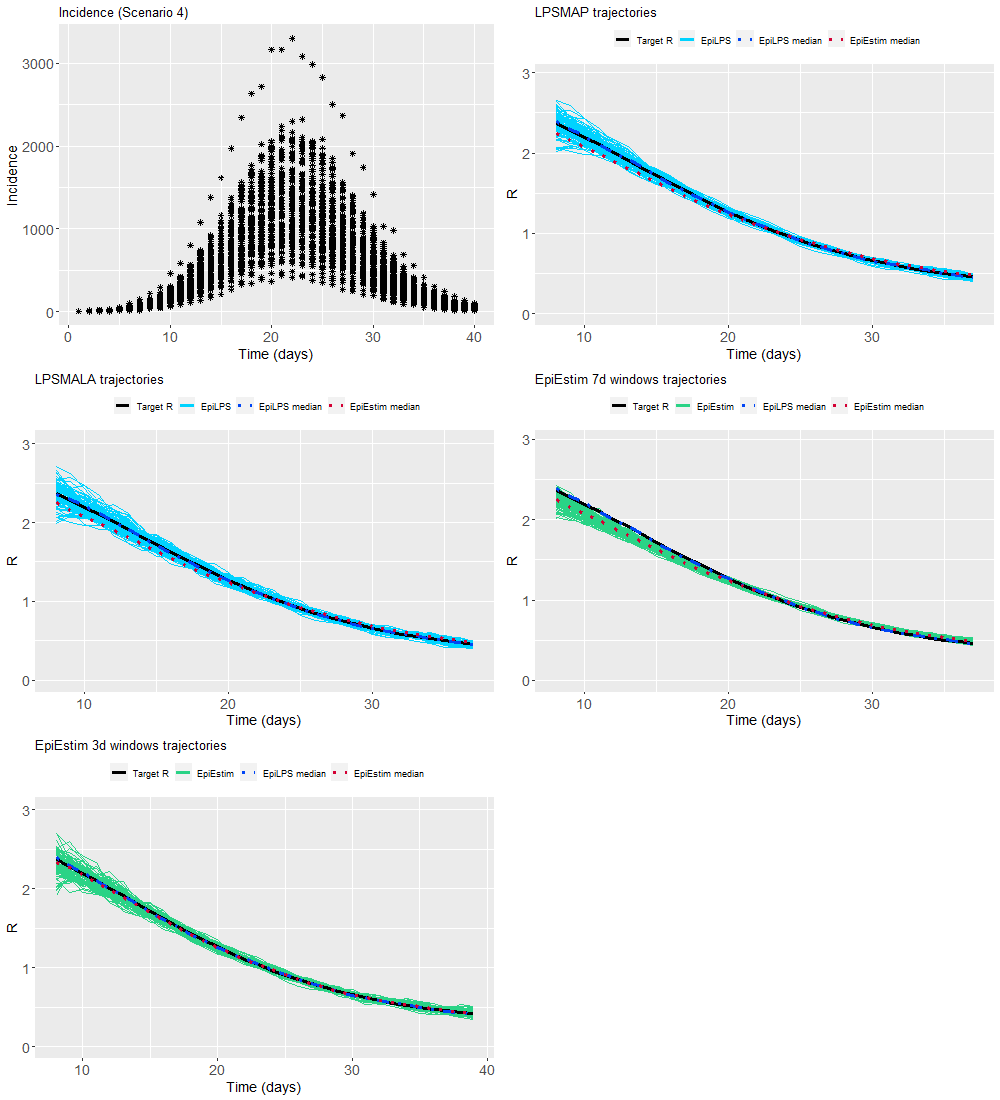 Incidence (Scenario 4)
3000
2000
1000
0
Incidence
0 10 20 30 40
Time (days)
LPSMAP trajectories
Target R EpiLPS EpiLPS median EpiEstim median
3
2
1
0
R
10 20 30
Time (days)
LPSMALA trajectories
Target R EpiLPS EpiLPS median EpiEstim median
3
2
1
0
R
10 20 30
Time (days)
EpiEstim 7d windows trajectories
Target R EpiEstim EpiLPS median EpiEstim median
3
2
1
0
R
10 20 30
Time (days)
EpiEstim 3d windows trajectories
Target R EpiEstim EpiLPS median EpiEstim median
3
2
1
0
R
10 20 30 40
Time (days)